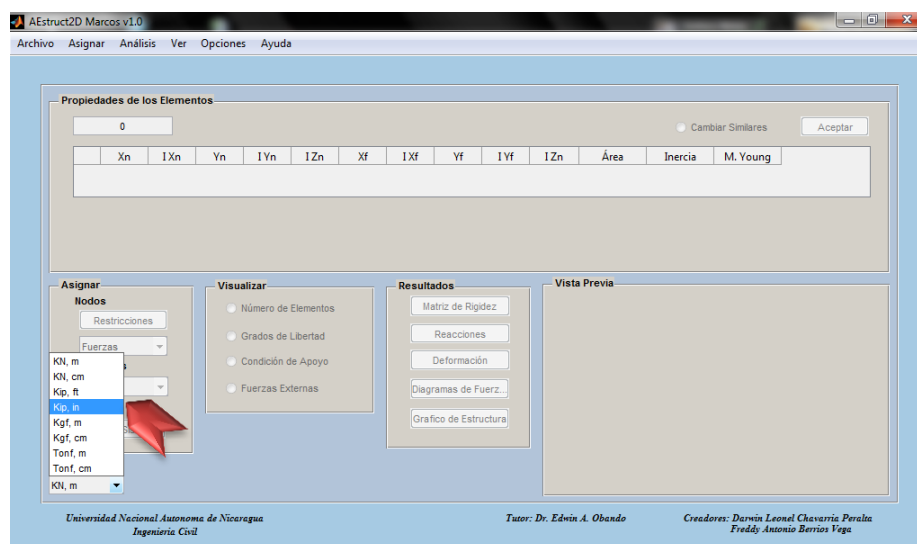 AEstruct2D Marcos v1.0
Archivo Asignar Análisis Ver Opciones Ayuda
Propiedades de los Elementos
0
Cambiar Similares
Aceptar
Xn I Xn Yn I Yn I Zn Xf I Xf Yf I Yf I Zn Área Inercia M. Young
Asignar
Nodos
Restricciones
Fuerzas
KN, m
KN, cm
Kip, ft
Kip, in
Kgf, m
Kgf, cm
Tonf, m
Tonf, cm
KN, m
Visualizar
Número de Elementos
Grados de Libertad
Condición de Apoyo
Fuerzas Externas
Resultados
Matriz de Rigidez
Reacciones
Deformación
Diagramas de Fuerz...
Grafico de Estructura
Vista Previa
Universidad Nacional Autonoma de Nicaragua
Ingenieria Civil
Tutor: Dr. Edwin A. Obando
Creadores: Darwin Leonel Chavarria Peralta
Freddy Antonio Berrios Vega